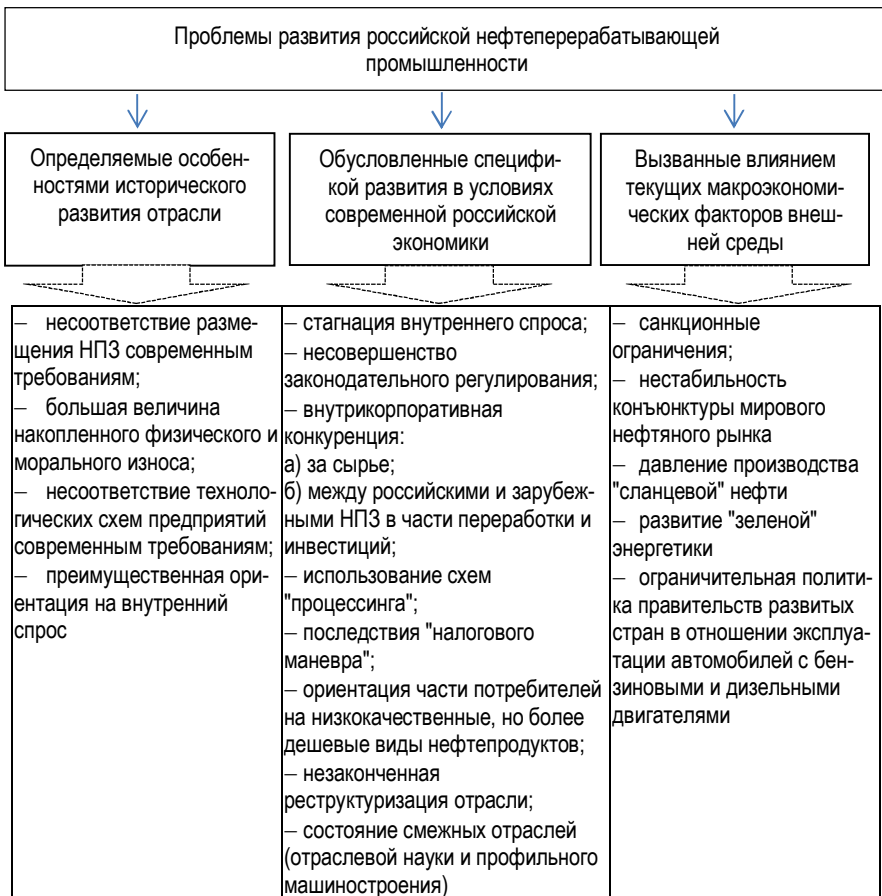 Проблемы развития российской нефтеперерабатывающей
промышленности
Определяемые особен-
ностями исторического
развития отрасли
Обусловленные специфи-
кой развития в условиях
современной российской
экономики
Вызванные влиянием
текущих макроэкономи-
ческих факторов внеш-
ней среды
– несоответствие разме-
щения НПЗ современным
требованиям;
– большая величина
накопленного физического и
морального износа;
– несоответствие техноло-
гических схем предприятий
современным требованиям;
– преимущественная ори-
ентация на внутренний
спрос
– стагнация внутреннего спроса;
– несовершенство
законодательного регулирования;
– внутрикорпоративная
конкуренция:
а) за сырье;
б) между российскими и зарубеж-
ными НПЗ в части переработки и
инвестиций;
– использование схем
"процессинга";
– последствия "налогового
маневра";
– ориентация части потребителей
на низкокачественные, но более
дешевые виды нефтепродуктов;
– незаконченная
реструктуризация отрасли;
– состояние смежных отраслей
(отраслевой науки и профильного
машиностроения)
– санкционные
ограничения;
– нестабильность
конъюнктуры мирового
нефтяного рынка
– давление производства
"сланцевой" нефти
– развитие "зеленой"
энергетики
– ограничительная полити-
ка правительств развитых
стран в отношении эксплуа-
тации автомобилей с бен-
зиновыми и дизельными
двигателями